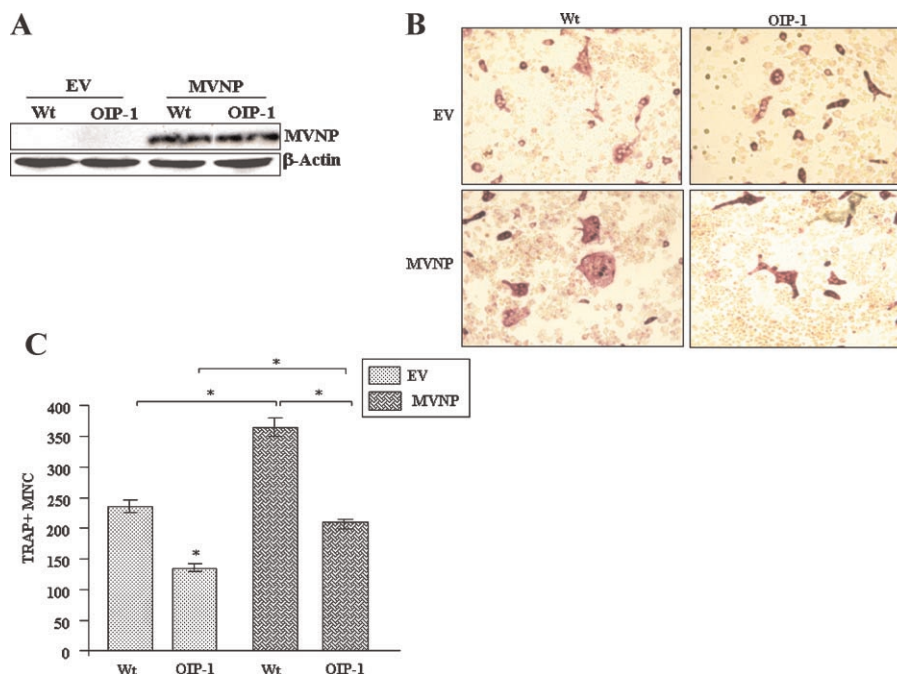 A
EV MVNP
Wt OIP-1 Wt OIP-1
MVNP
β-Actin
B
Wt OIP-1
EV
MVNP
C
EV
MVNP
* * *
400
350
300
250
200
150
100
50
0
TRAP+ MNC
*
Wt OIP-1 Wt OIP-1